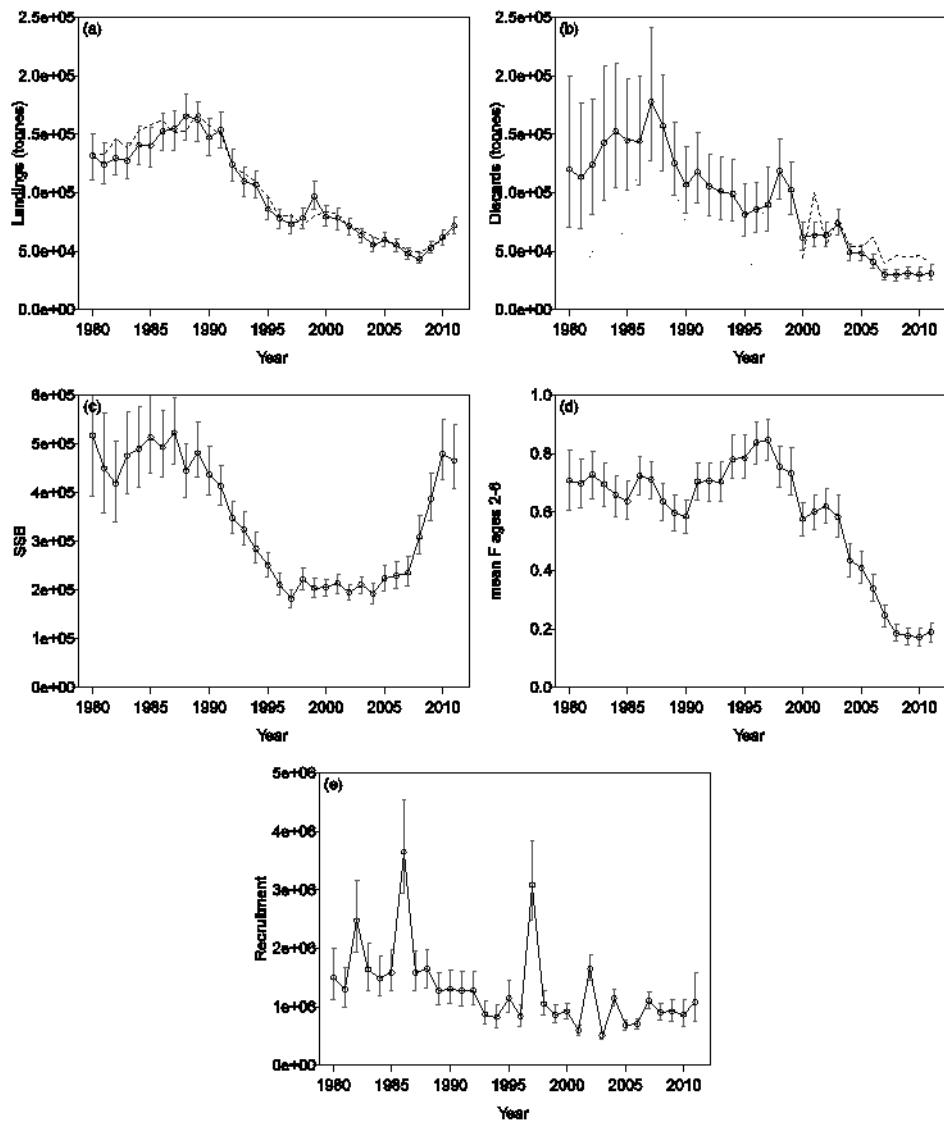 (a)
Landings (tonnes)
2.5e+05
2.0e+05
1.5e+05
1.0e+05
5.0e+04
0.0e+00
1980 1985 1990 1995 2000 2005 2010
Year
(b)
Discards (tonnes)
2.5e+05
2.0e+05
1.5e+05
1.0e+05
5.0e+04
0.0e+00
1980 1985 1990 1995 2000 2005 2010
Year
(c)
SSB
6e+05
5e+05
4e+05
3e+05
2e+05
1e+05
0e+00
1980 1985 1990 1995 2000 2005 2010
Year
(d)
mean F ages 2-6
1.0
0.8
0.6
0.4
0.2
0.0
1980 1985 1990 1995 2000 2005 2010
Year
(e)
Recruitment
5e+06
4e+06
3e+06
2e+06
1e+06
0e+00
1980 1985 1990 1995 2000 2005 2010
Year